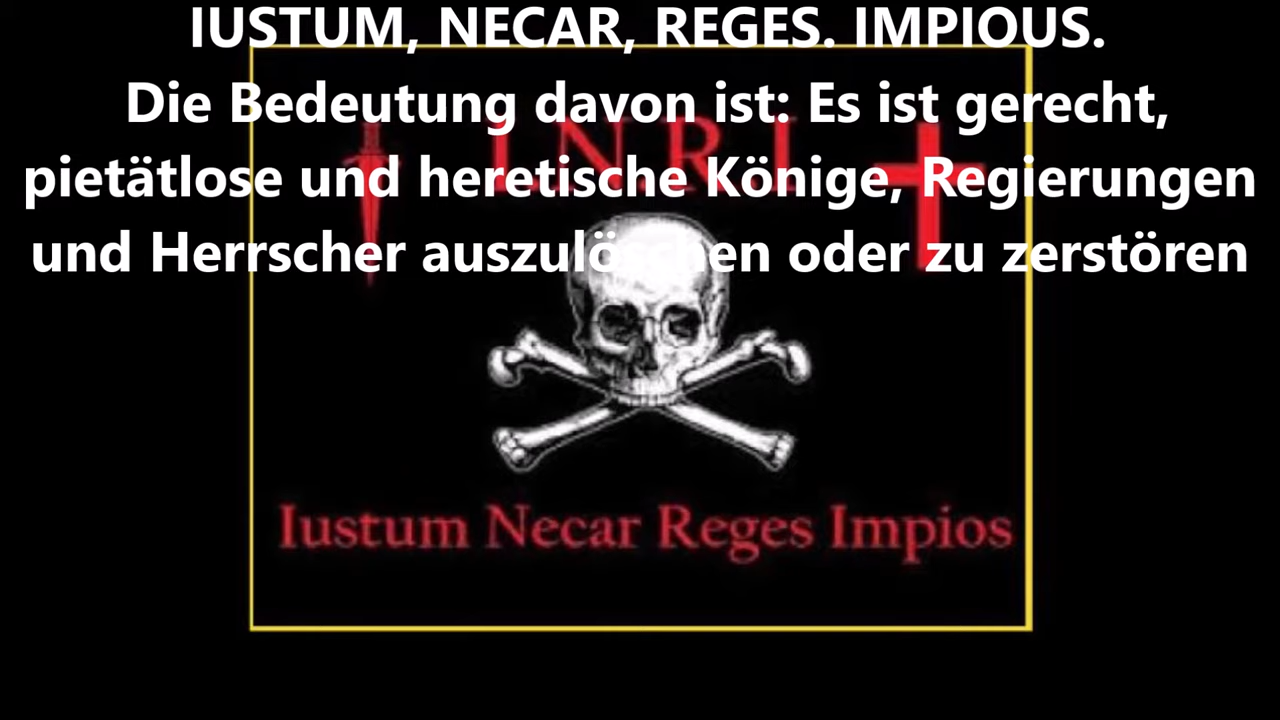 IUSTUM, NECAR, REGES. IMPIOUS.
Die Bedeutung davon ist: Es ist gerecht,
I N R I
pietätlose und heretische Könige, Regierungen
und Herrscher auszulöschen oder zu zerstören
Iustum Necar Reges Impios